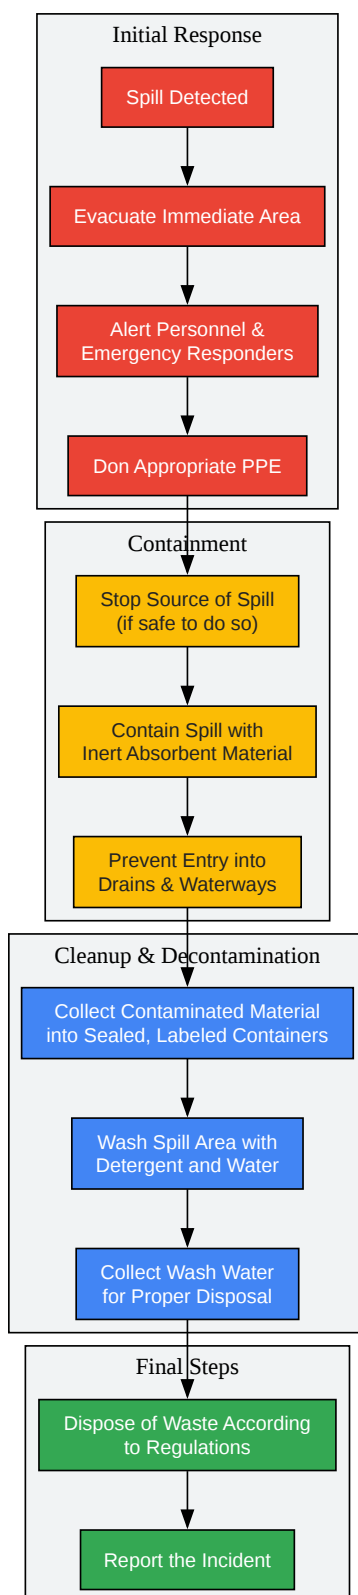 Initial Response
Spill Detected
Evacuate Immediate Area
Alert Personnel &
Emergency Responders
Don Appropriate PPE
Containment
Stop Source of Spill
(if safe to do so)
Contain Spill with
Inert Absorbent Material
Prevent Entry into
Drains & Waterways
Cleanup & Decontamination
Collect Contaminated Material
into Sealed, Labeled Containers
Wash Spill Area with
Detergent and Water
Collect Wash Water
for Proper Disposal
Final Steps
Dispose of Waste According
to Regulations
Report the Incident